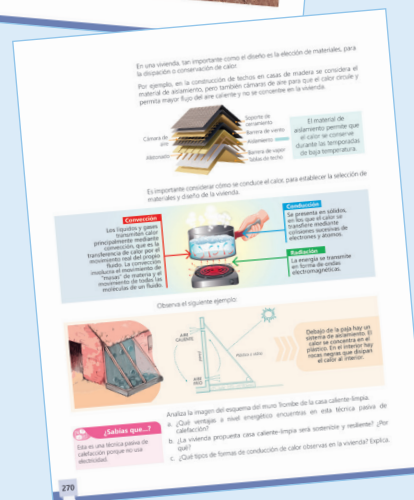 En una vivienda, tan importante como el diseño es la elección de materiales, para
la disipación o conservación de calor.
Por ejemplo, en la construcción de techos en casas de madera se considera el
material de aislamiento, pero también cámaras de aire para que el calor circule y
permita mayor flujo del aire caliente y no se concentre en la vivienda.
Cámara de
aire
Soporte de
cerramiento
Barrera de viento
Aislamiento
Barrera de vapor
Tablas de techo
El material de
aislamiento permite que
el calor se conserve
durante las temporadas
de baja temperatura.
Es importante considerar cómo se conduce el calor, para establecer la selección de
materiales y diseño de la vivienda.
Convección
Los líquidos y gases
transmiten calor
principalmente mediante
convección, que es la
transferencia de calor por el
movimiento real del propio
fluido. La convección
involucra el movimiento de
"masas" de materia y el
movimiento de todas las
moléculas de un fluido.
Conducción
Se presenta en sólidos,
en los que el calor se
transfiere mediante
colisiones sucesivas de
electrones y átomos.
Radiación
La energía se transmite
en forma de ondas
electromagnéticas.
Observa el siguiente ejemplo:
AIRE
CALIENTE
AIRE
FRÍO
Debajo de la paja hay un
sistema de aislamiento. El
calor se concentra en el
plástico. En el interior hay
rocas negras que disipan
el calor al interior.
Analiza la imagen del esquema del muro Trombe de la casa caliente-limpia.
a. ¿Qué ventajas a nivel energético encuentras en esta técnica pasiva de
calefacción?
b. ¿La vivienda propuesta casa caliente-limpia será sostenible y resiliente? ¿Por
qué?
c. ¿Qué tipos de formas de conducción de calor observas en la vivienda? Explica.
¿Sabías que...?
Esta es una técnica pasiva de
calefacción porque no usa
electricidad.
270